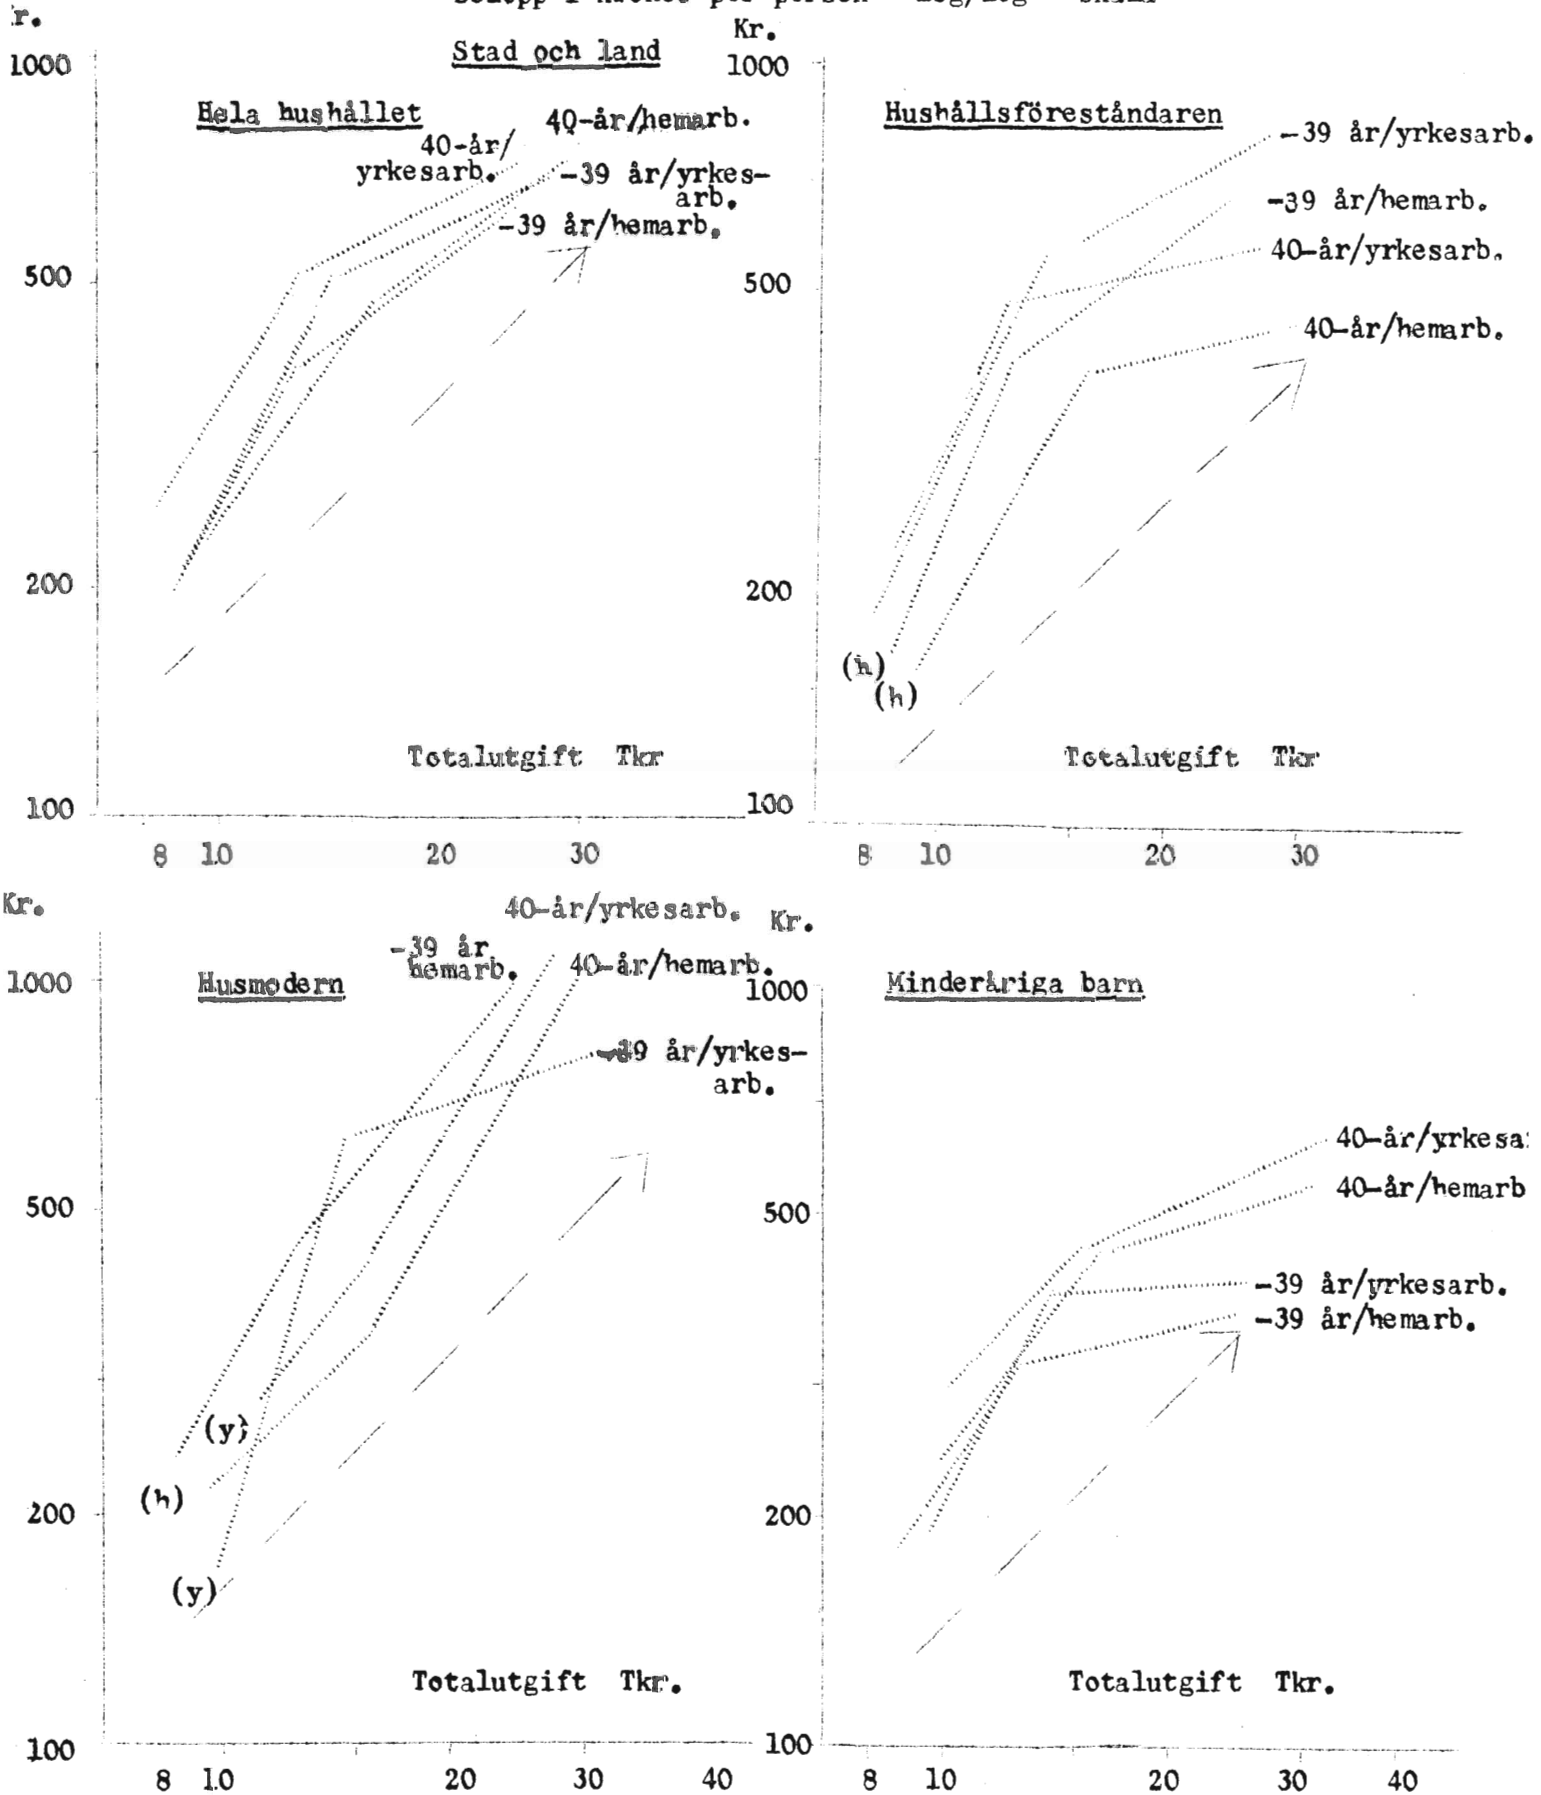 Kr.
Stad och land
1000
Hela hushållet
40-år/hemarb.
40-år/
yrkesarb.
-39 år/yrkes-
arb.
-39 år/hemarb.
500
200
100
Totalutgift Tkr
8 10 20 30
Kr.
1000
Hushållsföreståndaren
-39 år/yrkesarb.
-39 år/hemarb.
40-år/yrkesarb.
500
40-år/hemarb.
200
(h)
(h)
Totalutgift Tkr
100
8 10 20 30
Kr.
40-år/yrkesarb.
-39 år
hemarb.
40-år/hemarb.
1000
Husmodern
-39 år/yrkes-
arb.
500
(y)
(h)
200
(y)
Totalutgift Tkr.
100
8 10 20 30 40
Kr.
1000
Minderåriga barn
40-år/yrkesa
40-år/hemarb
500
-39 år/yrkesarb.
-39 år/hemarb.
200
Totalutgift Tkr.
100
8 10 20 30 40